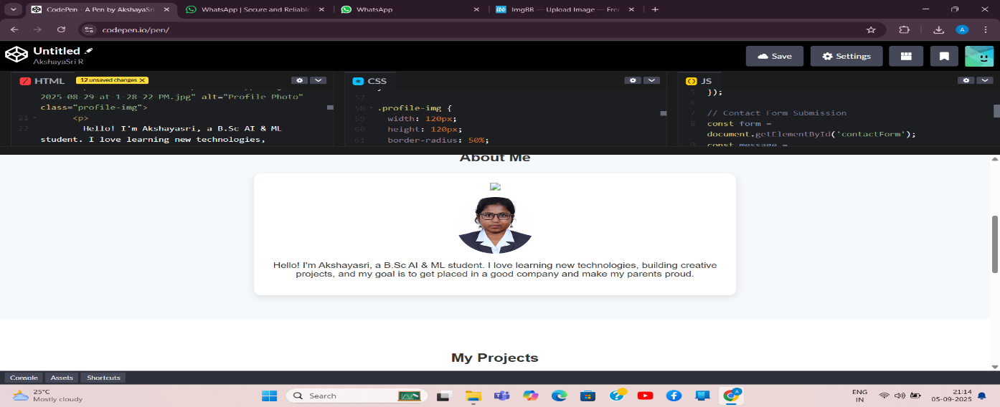 CodePen - A Pen by AkshayaSri
WhatsApp | Secure and Reliable
WhatsApp
ibb ImgBB — Upload Image — Free
codepen.io/pen/
A
Untitled
AkshayaSri R
Save
Settings
HTML
12 unsaved changes X
2025-08-29-at-1-28-22-PM.jpg" alt="Profile Photo"
class="profile-img">
21 <p>
22 Hello! I'm Akshayasri, a B.Sc AI & ML
student. I love learning new technologies,
CSS
57
58 .profile-img {
59 width: 120px;
60 height: 120px;
61 border-radius: 50%;
JS
5 });
6
7 // Contact Form Submission
8 const form =
document.getElementById('contactForm');
9 const message =
About Me
Hello! I'm Akshayasri, a B.Sc AI & ML student. I love learning new technologies, building creative
projects, and my goal is to get placed in a good company and make my parents proud.
My Projects
Console
Assets
Shortcuts
25°C
Mostly cloudy
Search
A
ENG
IN
21:14
05-09-2025